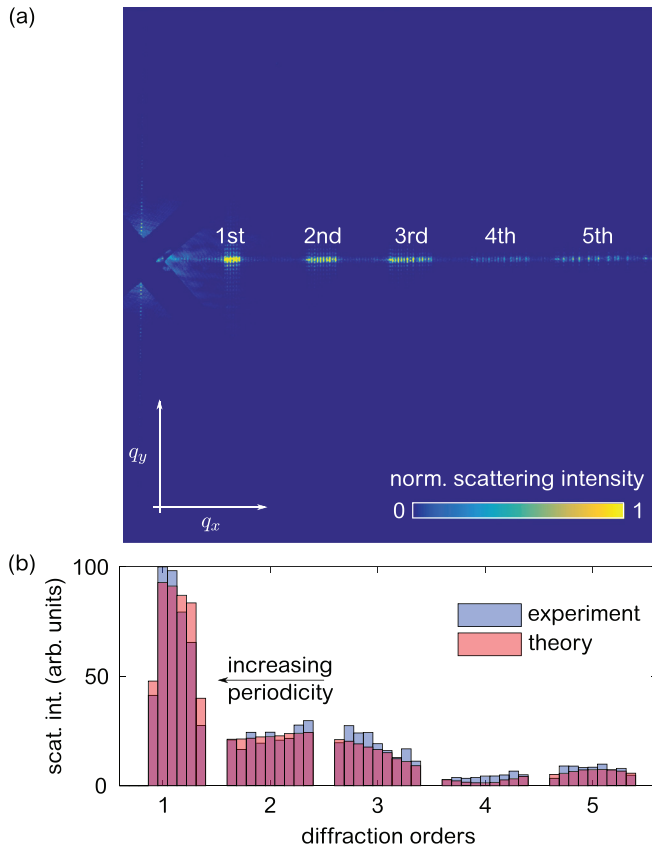 (a)
1st 2nd 3rd 4th 5th
q_y
q_x
norm. scattering intensity
0 1
(b)
100
50
0
scat. int. (arb. units)
experiment
theory
increasing
periodicity
1 2 3 4 5
diffraction orders